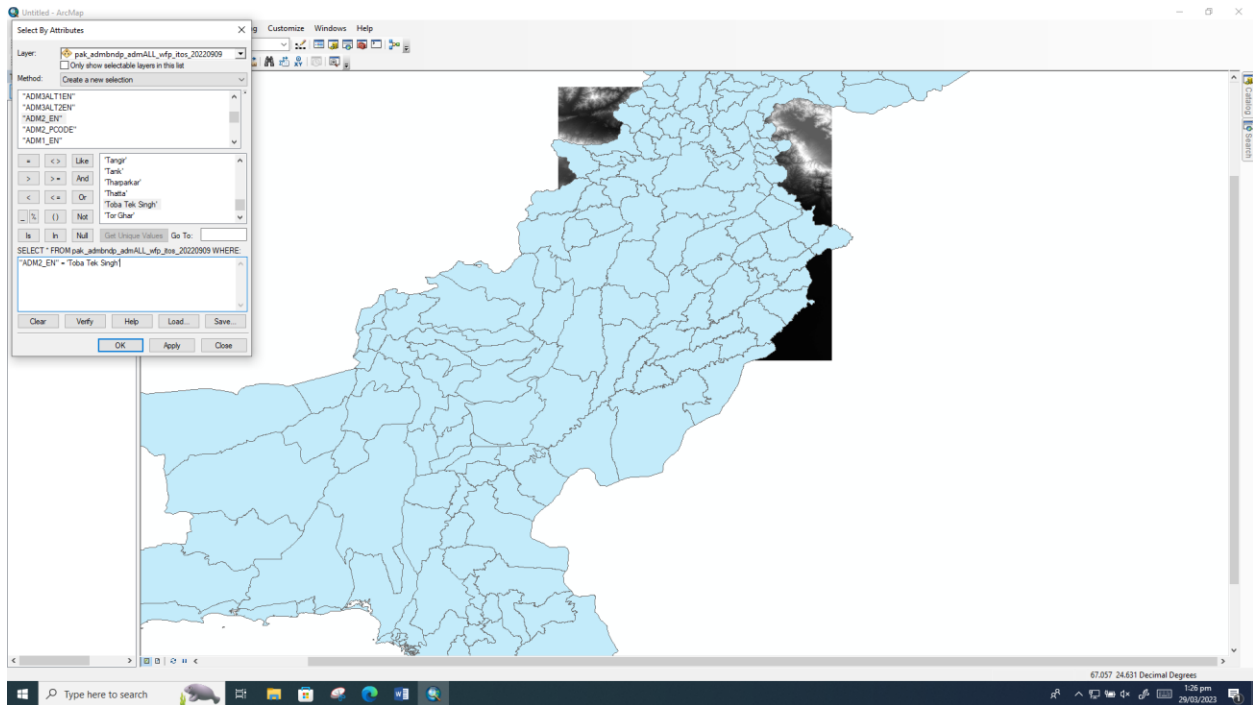 Untitled - ArcMap
Select By Attributes
g Customize Windows Help
Layer: pak_admbndp_admALL_wfp_itos_20220909
Only show selectable layers in this list
Method: Create a new selection
"ADM3ALT1EN"
"ADM3ALT2EN"
"ADM2_EN"
"ADM2_PCODE"
"ADM1_EN"
= < > Like
> > = And
< < = Or
_ % ( ) Not
Is In Null
'Tangir'
'Tank'
'Tharparkar'
'Thatta'
'Toba Tek Singh'
'Tor Ghar'
Get Unique Values Go To:
SELECT * FROM pak_admbndp_admALL_wfp_itos_20220909 WHERE:
"ADM2_EN" = 'Toba Tek Singh'
Clear Verify Help Load... Save...
OK Apply Close
Catalog
Search
67.057 24.631 Decimal Degrees
Type here to search
1:26 pm
29/03/2023